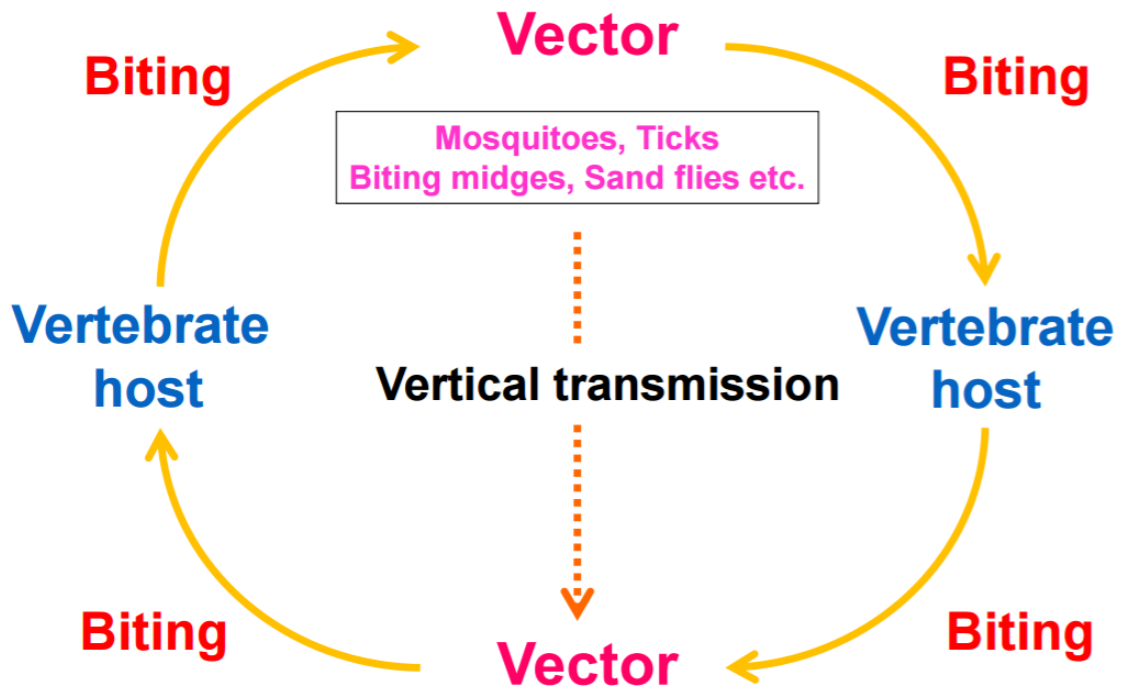 Vector
Biting
Biting
Mosquitoes, Ticks
Biting midges, Sand flies etc.
Vertebrate
host
Vertical transmission
Vertebrate
host
Biting
Vector
Biting